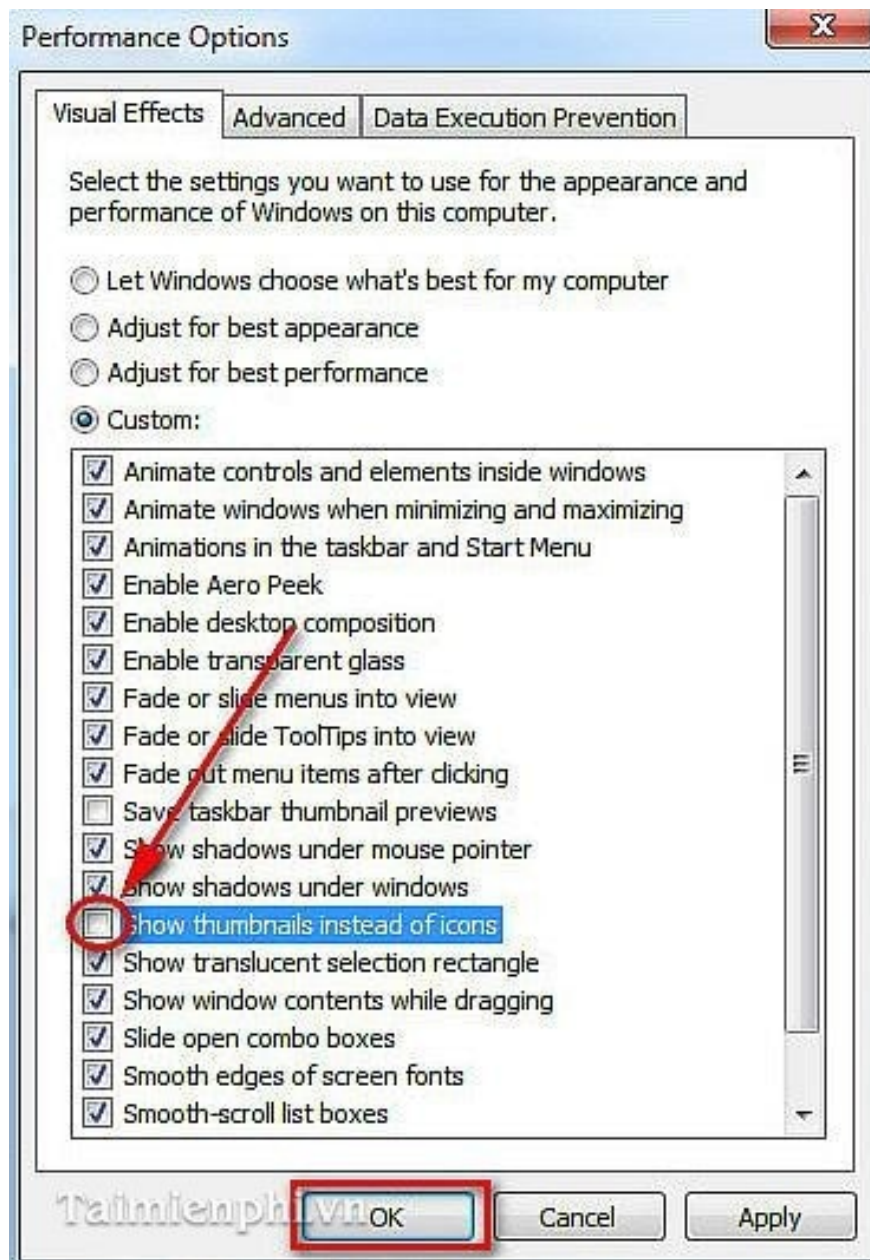 Performance Options
Visual Effects
Advanced
Data Execution Prevention
Select the settings you want to use for the appearance and
performance of Windows on this computer.
Let Windows choose what's best for my computer
Adjust for best appearance
Adjust for best performance
Custom:
Animate controls and elements inside windows
Animate windows when minimizing and maximizing
Animations in the taskbar and Start Menu
Enable Aero Peek
Enable desktop composition
Enable transparent glass
Fade or slide menus into view
Fade or slide ToolTips into view
Fade out menu items after clicking
Save taskbar thumbnail previews
Show shadows under mouse pointer
Show shadows under windows
Show thumbnails instead of icons
Show translucent selection rectangle
Show window contents while dragging
Slide open combo boxes
Smooth edges of screen fonts
Smooth-scroll list boxes
Taimienphi.vn
OK
Cancel
Apply